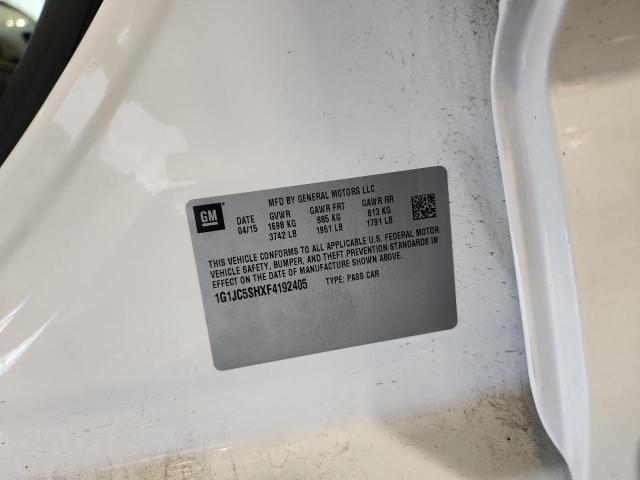 MFD BY GENERAL MOTORS LLC
GM
DATE GVWR GAWR FRT GAWR RR
04/15 1698 KG 885 KG 813 KG
3742 LB 1951 LB 1791 LB
THIS VEHICLE CONFORMS TO ALL APPLICABLE U.S. FEDERAL MOTOR
VEHICLE SAFETY, BUMPER, AND THEFT PREVENTION STANDARDS IN
EFFECT ON THE DATE OF MANUFACTURE SHOWN ABOVE.
1G1JC5SHXF4192405 TYPE: PASS CAR